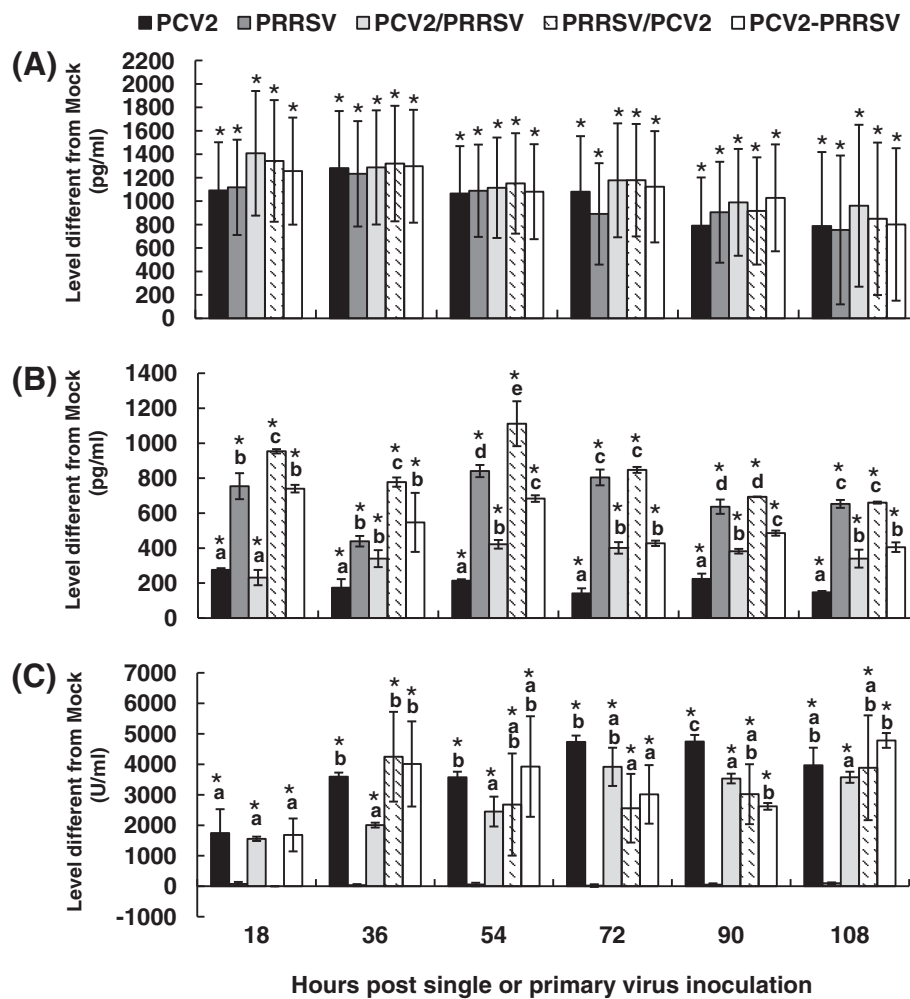 PCV2 PRRSV PCV2/PRRSV PRRSV/PCV2 PCV2-PRRSV
(A)
Level different from Mock
(pg/ml)
2200
2000
1800
1600
1400
1200
1000
800
600
400
200
0
* * * * *
* * * * *
* * * * *
* * * * *
* * * * *
* * * * *
(B)
Level different from Mock
(pg/ml)
1400
1200
1000
800
600
400
200
0
* a * b * a * c * b
* a * b * b * c * b
* a * d * b * e * c
* a * c * b * c * b
* a * d * b * d * c
* a * c * b * c * b
(C)
Level different from Mock
(U/ml)
7000
6000
5000
4000
3000
2000
1000
0
-1000
* a * a * a
* b * a * b * b
* b * a * a b * a b
* b * a b * a * a
* c * a * a b * b
* a b * a * a b * b
18 36 54 72 90 108
Hours post single or primary virus inoculation